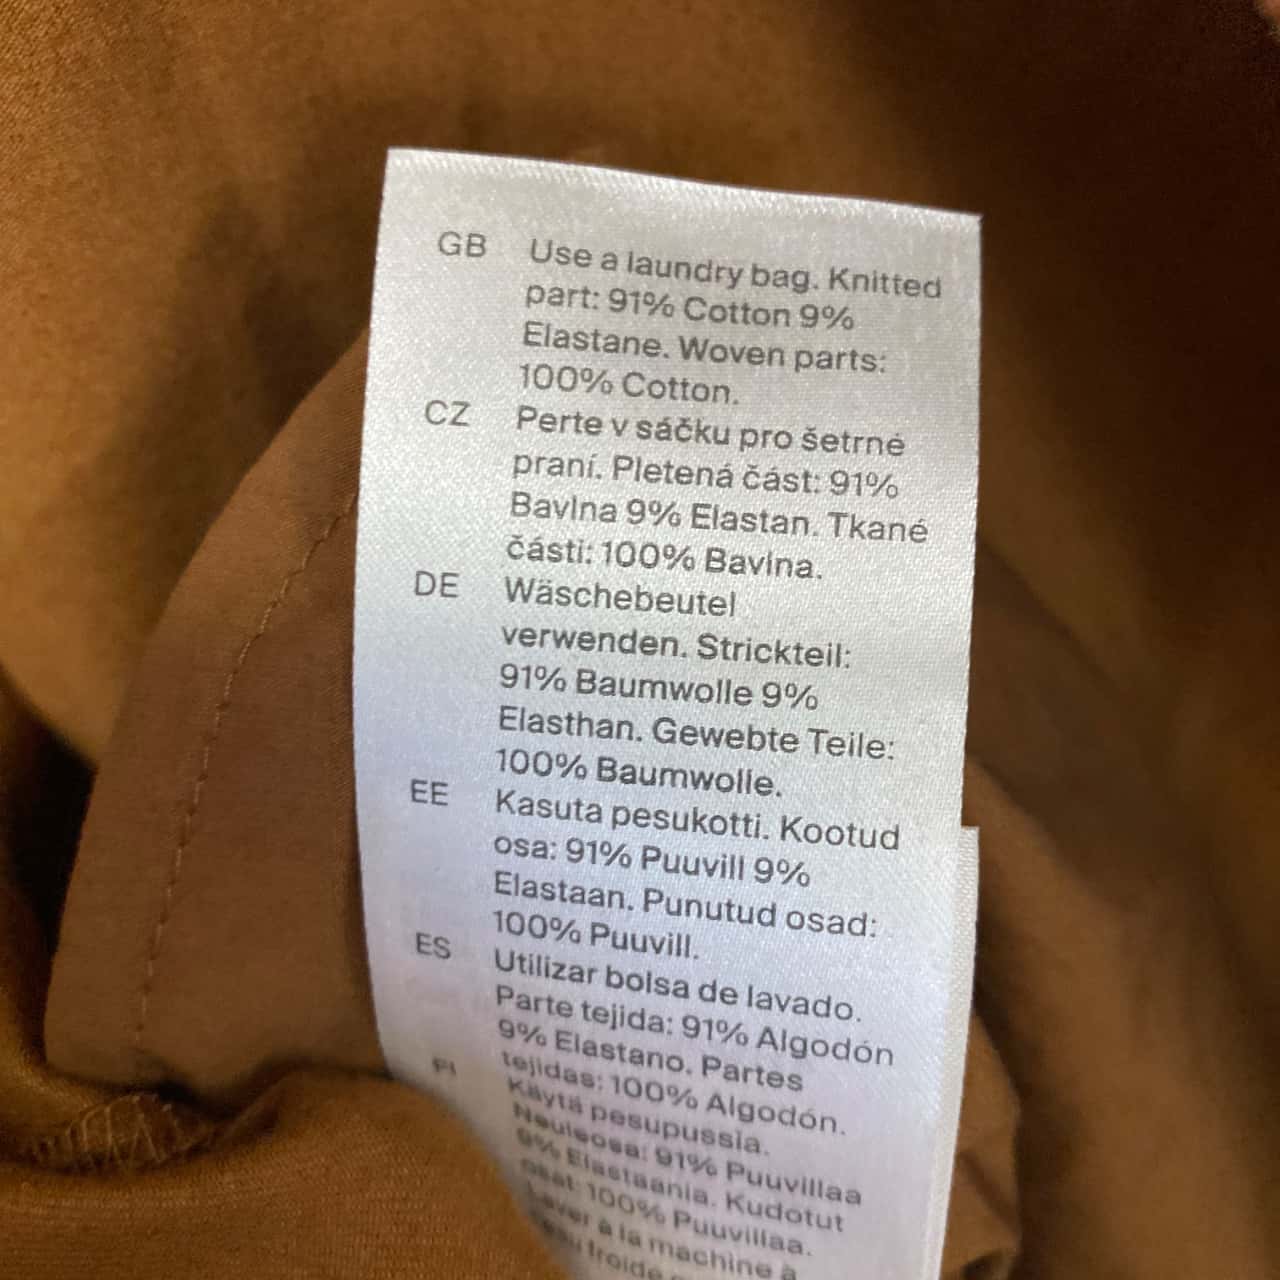 GB Use a laundry bag. Knitted
part: 91% Cotton 9%
Elastane. Woven parts:
100% Cotton.
CZ Perte v sáčku pro šetrné
praní. Pletená část: 91%
Bavlna 9% Elastan. Tkané
části: 100% Bavlna.
DE Wäschebeutel
verwenden. Strickteil:
91% Baumwolle 9%
Elasthan. Gewebte Teile:
100% Baumwolle.
EE Kasuta pesukotti. Kootud
osa: 91% Puuvill 9%
Elastaan. Punutud osad:
100% Puuvill.
ES Utilizar bolsa de lavado.
Parte tejida: 91% Algodón
9% Elastano. Partes
tejidas: 100% Algodón.
FI Käytä pesupussia.
Neuleosa: 91% Puuvillaa
9% Elastaania. Kudotut
osat: 100% Puuvillaa.
Laver à la machine à
eau froide